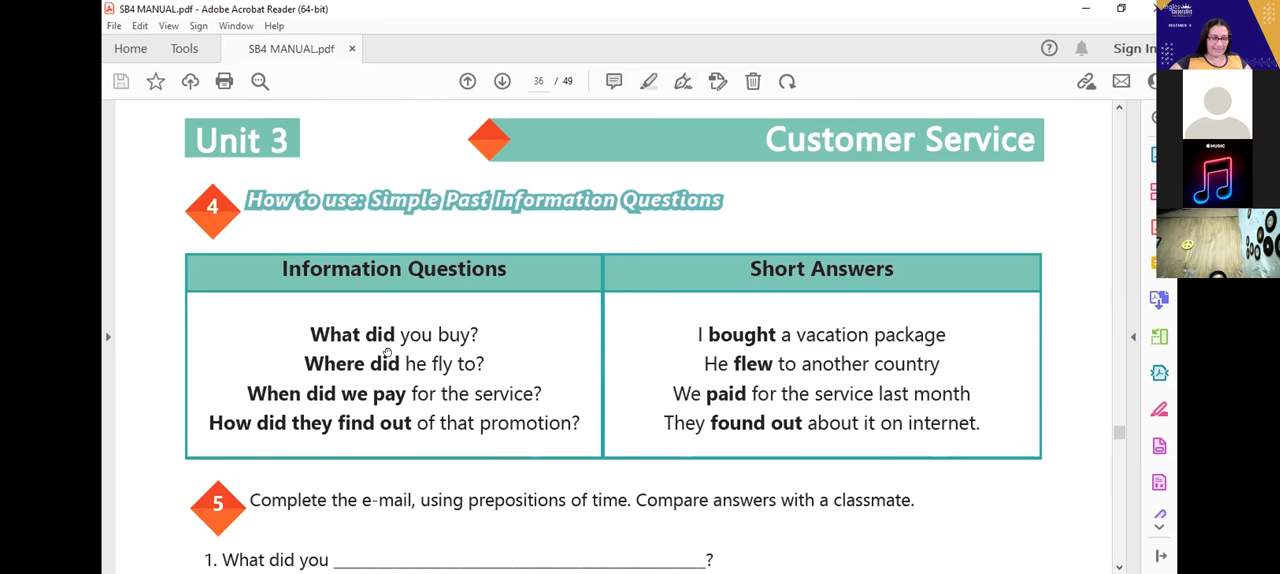 SB4 MANUAL.pdf - Adobe Acrobat Reader (64-bit)
File Edit View Sign Window Help
Home Tools SB4 MANUAL.pdf × Sign In
36 / 49
Unit 3
Customer Service
4 How to use: Simple Past Information Questions
Information Questions Short Answers
What did you buy? I bought a vacation package
Where did he fly to? He flew to another country
When did we pay for the service? We paid for the service last month
How did they find out of that promotion? They found out about it on internet.
5 Complete the e-mail, using prepositions of time. Compare answers with a classmate.
1. What did you ________________________________________?
MUSIC